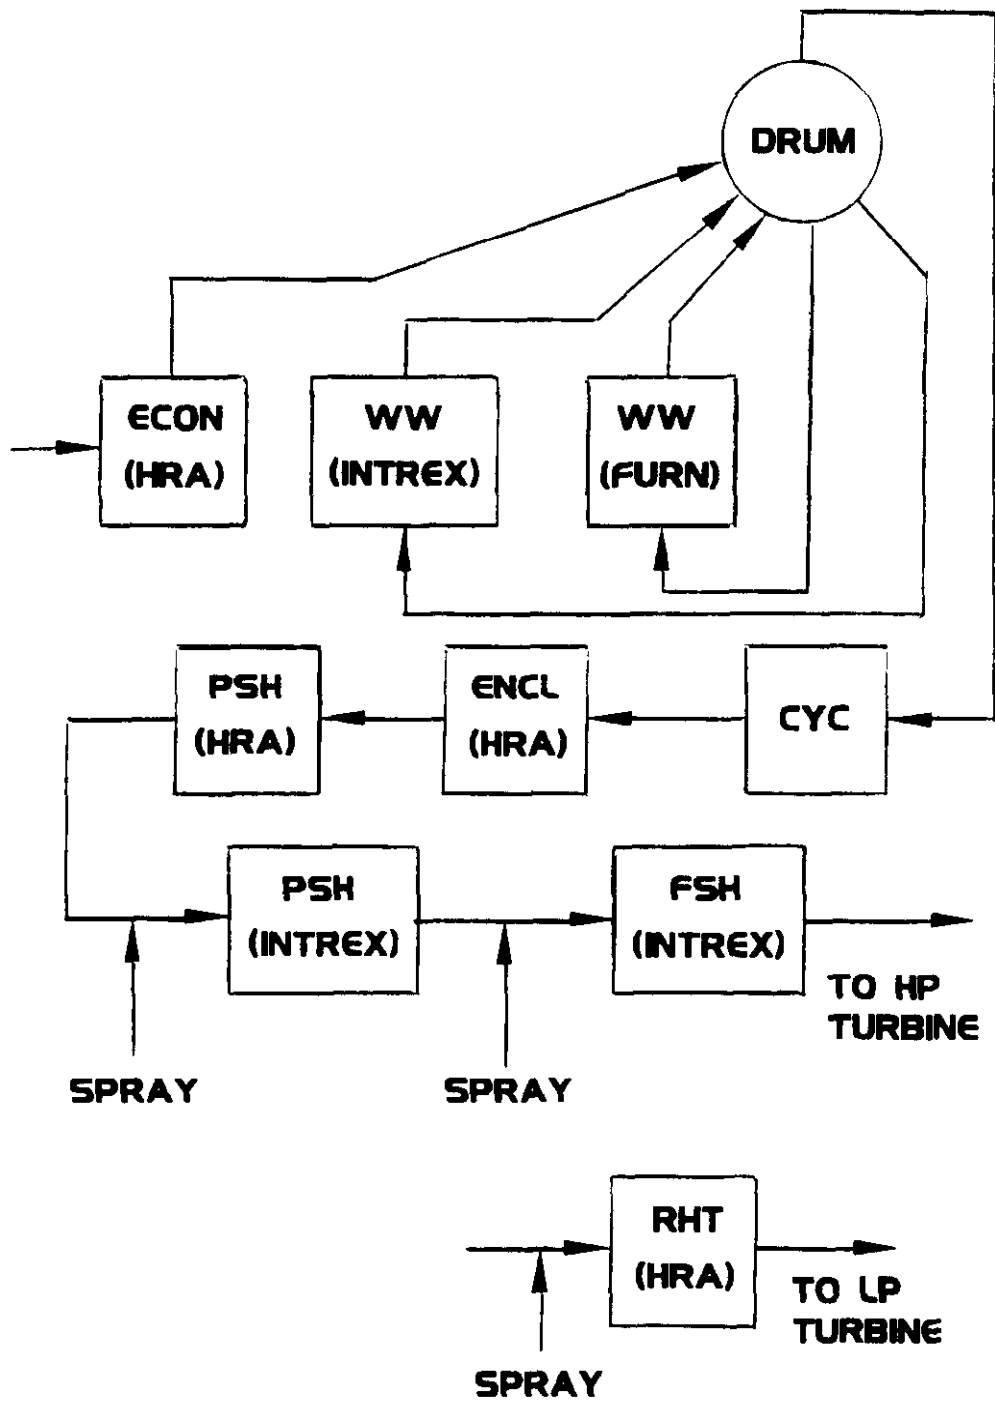 DRUM
ECON
(HRA)
WW
(INTREX)
WW
(FURN)
PSH
(HRA)
ENCL
(HRA)
CYC
PSH
(INTREX)
FSH
(INTREX)
TO HP
TURBINE
SPRAY
SPRAY
RHT
(HRA)
TO LP
TURBINE
SPRAY